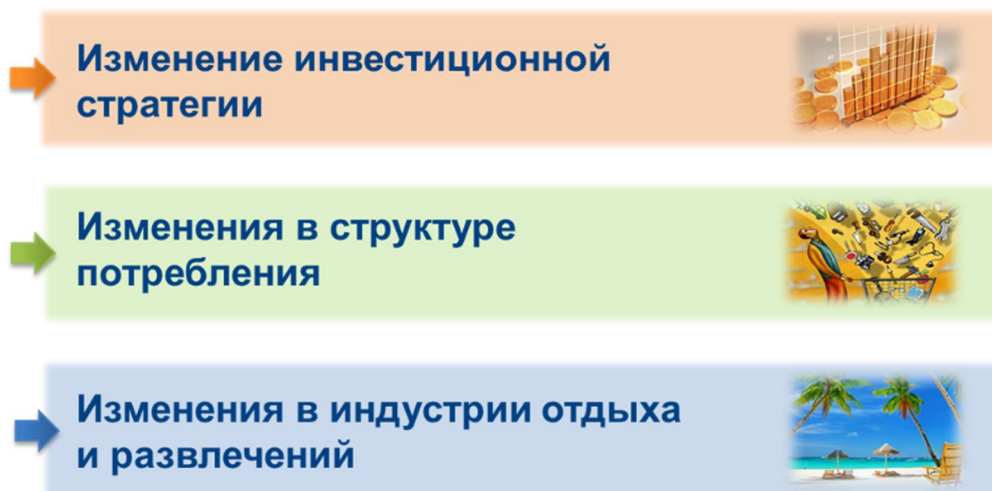 Изменение инвестиционной
стратегии
Изменения в структуре
потребления
Изменения в индустрии отдыха
и развлечений